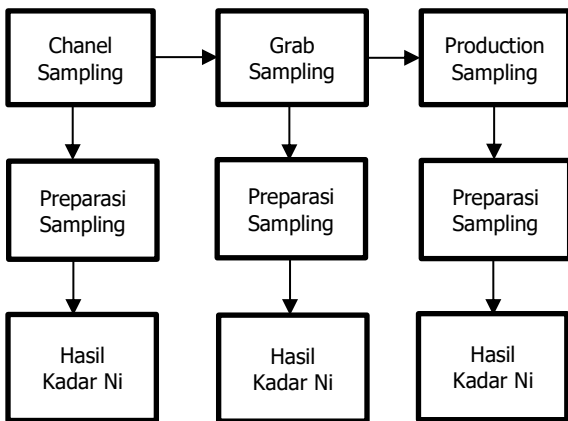 Chanel
Sampling
Grab
Sampling
Production
Sampling
Preparasi
Sampling
Preparasi
Sampling
Preparasi
Sampling
Hasil
Kadar Ni
Hasil
Kadar Ni
Hasil
Kadar Ni